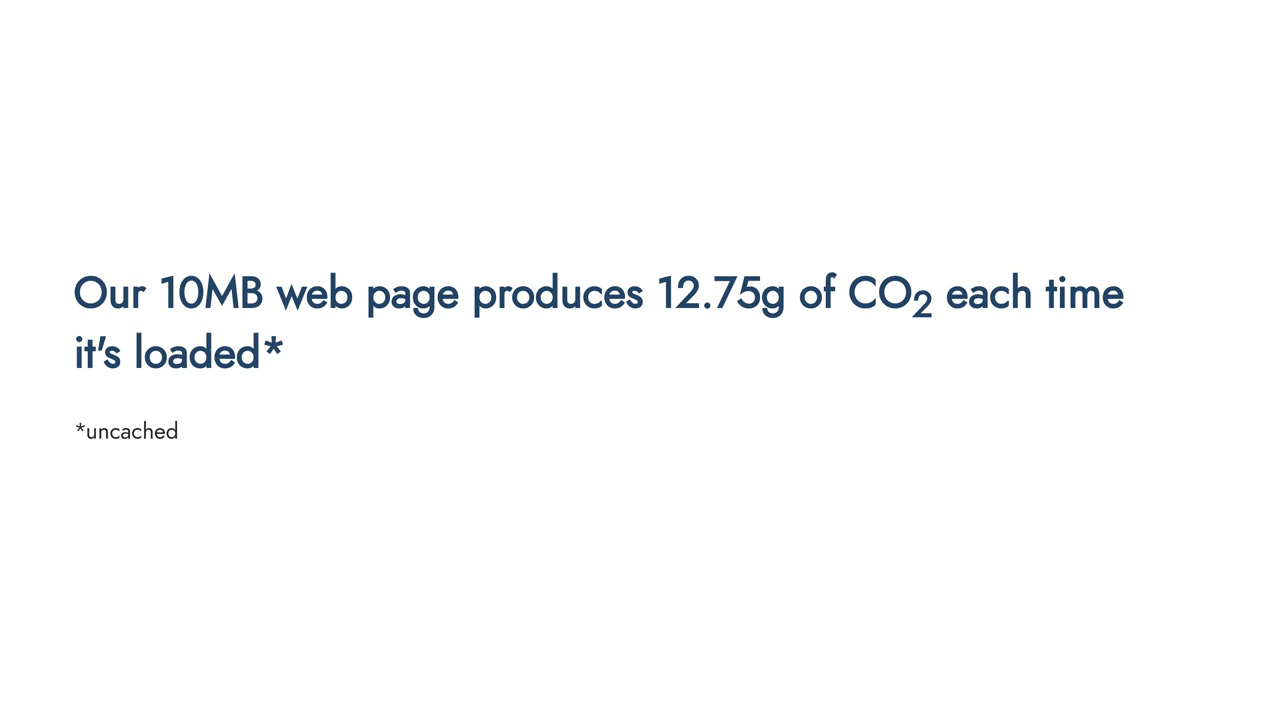 Our 10MB web page produces 12.75g of CO₂ each time
it's loaded*
*uncached